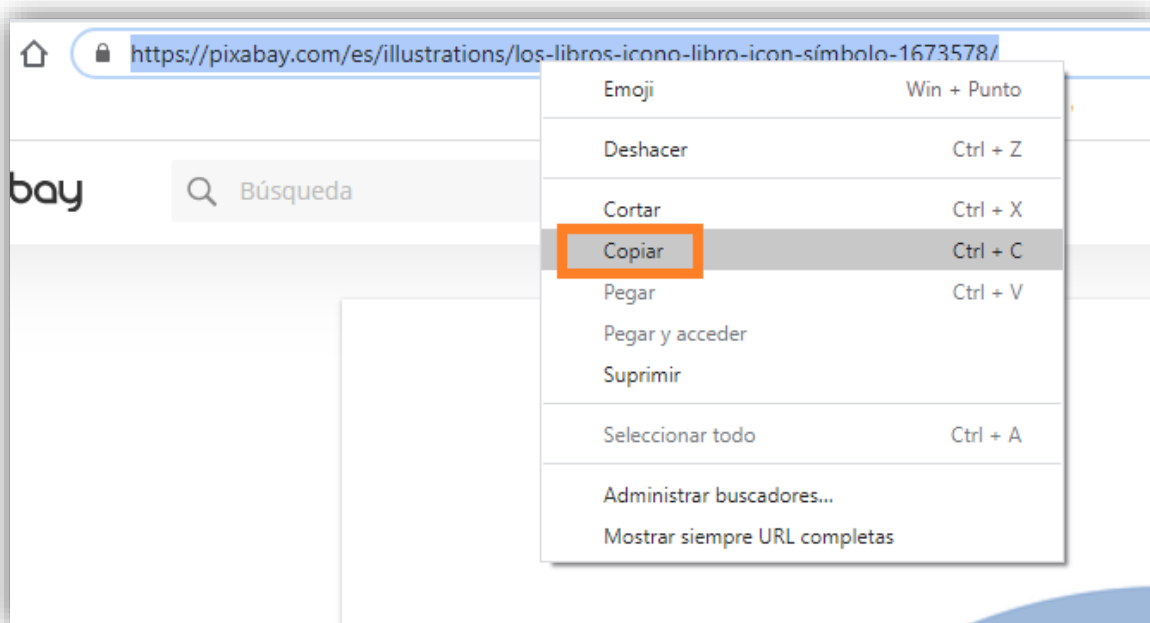 https://pixabay.com/es/illustrations/los-libros-icono-libro-icon-símbolo-1673578/
Emoji Win + Punto
Deshacer Ctrl + Z
bay Búsqueda
Cortar Ctrl + X
Copiar Ctrl + C
Pegar Ctrl + V
Pegar y acceder
Suprimir
Seleccionar todo Ctrl + A
Administrar buscadores...
Mostrar siempre URL completas